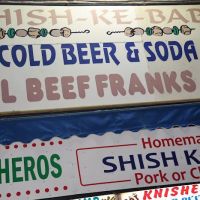 HISH-KE-BAB
COLD BEER & SODA
L BEEF FRANKS
HEROS
Homema
SHISH K
Pork or C
KNISHE